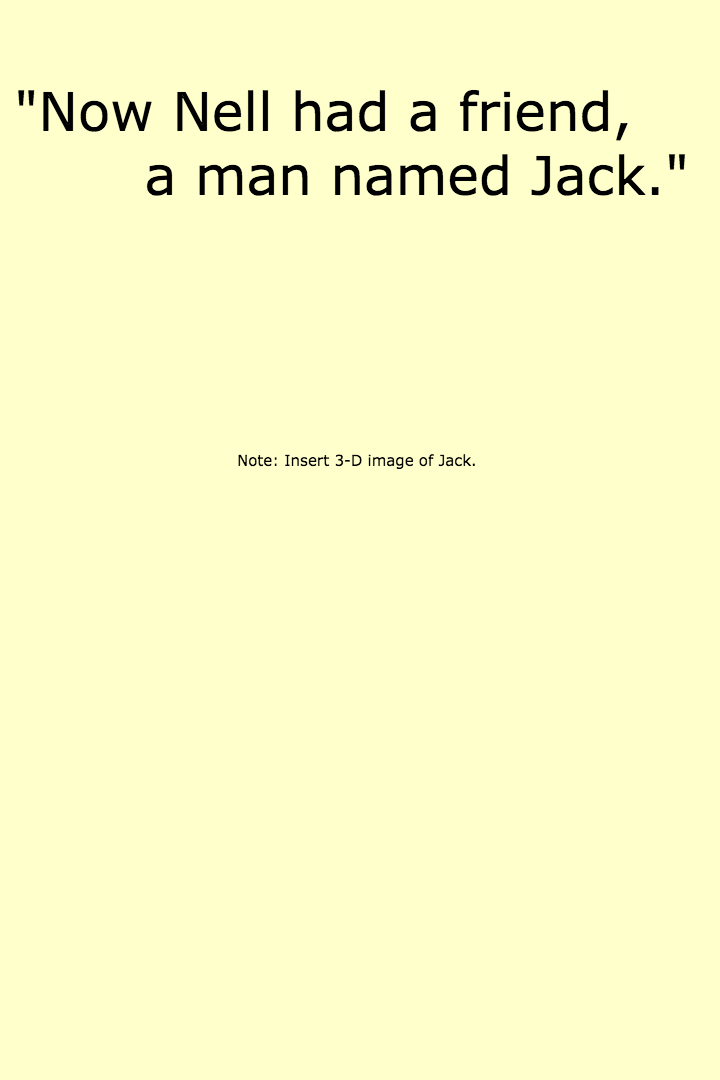 "Now Nell had a friend,
a man named Jack."
Note: Insert 3-D image of Jack.